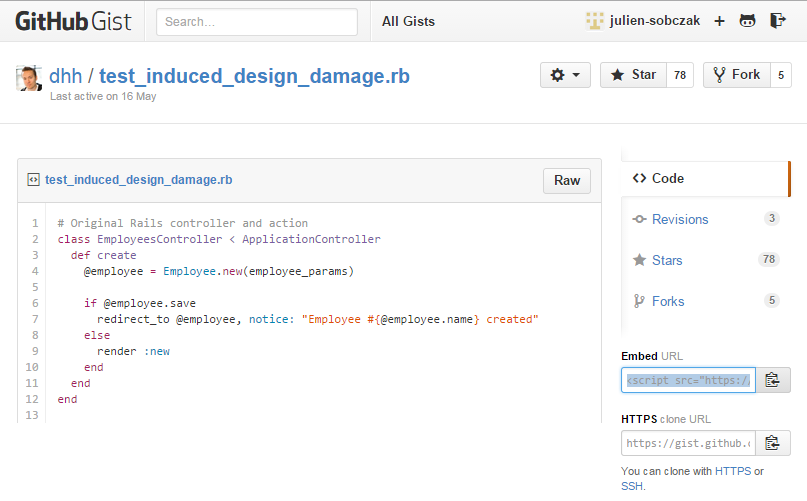 GitHub Gist Search... All Gists julien-sobczak
dhh / test_induced_design_damage.rb
Last active on 16 May
Star 78 Fork 5
test_induced_design_damage.rb Raw
1 # Original Rails controller and action
2 class EmployeesController < ApplicationController
3   def create
4     @employee = Employee.new(employee_params)
5
6     if @employee.save
7       redirect_to @employee, notice: "Employee #{@employee.name} created"
8     else
9       render :new
10     end
11   end
12 end
13
Code
Revisions 3
Stars 78
Forks 5
Embed URL
<script src="https:/
HTTPS clone URL
https://gist.github.c
You can clone with HTTPS or
SSH.